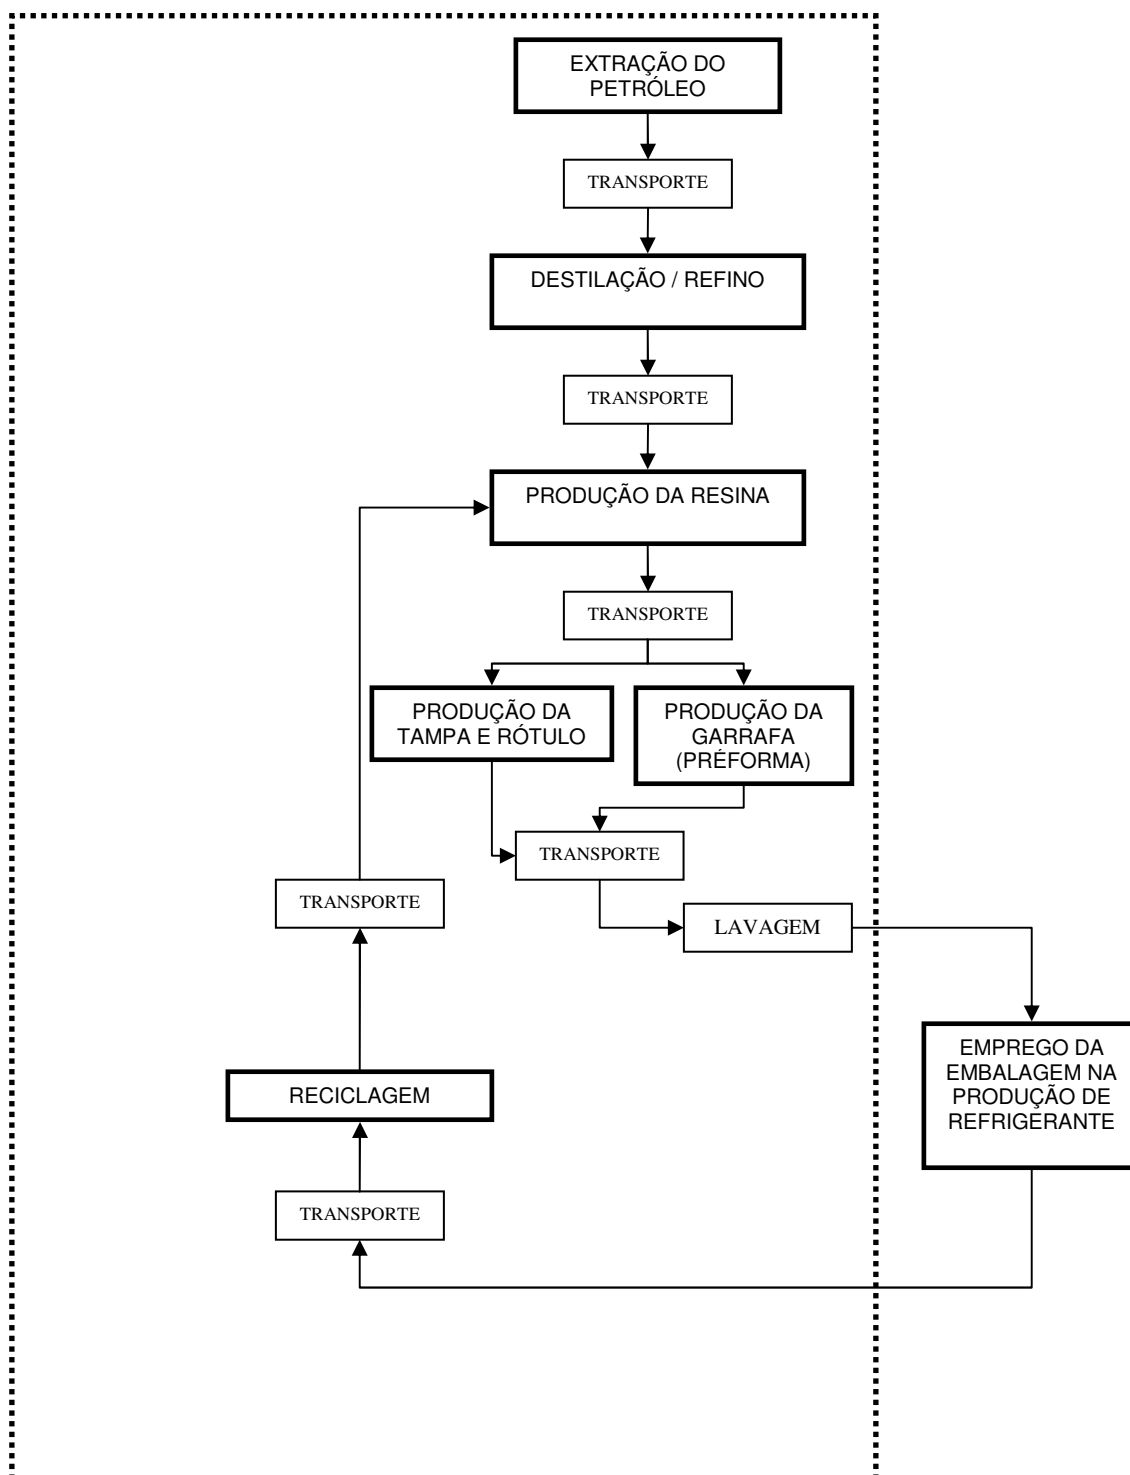 EXTRAÇÃO DO
PETRÓLEO
TRANSPORTE
DESTILAÇÃO / REFINO
TRANSPORTE
PRODUÇÃO DA RESINA
TRANSPORTE
PRODUÇÃO DA
TAMPA E RÓTULO
PRODUÇÃO DA
GARRAFA
(PRÉFORMA)
TRANSPORTE
TRANSPORTE
LAVAGEM
EMPREGO DA
EMBALAGEM NA
PRODUÇÃO DE
REFRIGERANTE
RECICLAGEM
TRANSPORTE